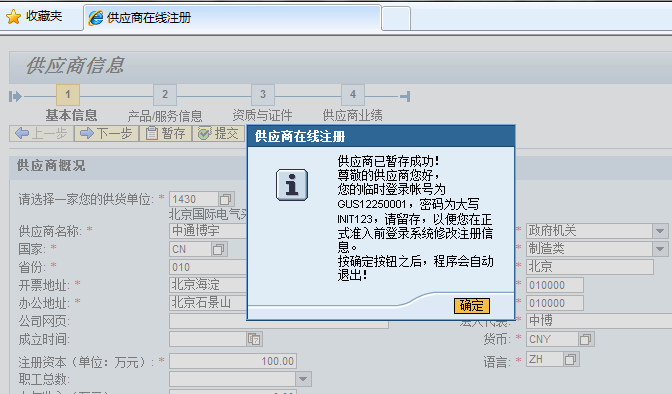 收藏夹
供应商在线注册
供应商信息
1 2 3 4
基本信息 产品/服务信息 资质与证件 供应商业绩
上一步 下一步 暂存 提交
供应商概况
请选择一家您的供货单位: * 1430
北京国际电气
供应商名称: * 中通博宇
* 政府机关
国家: * CN
* 制造类
省份: 010
* 北京
开票地址: * 北京海淀
* 010000
办公地址: * 北京石景山
* 010000
公司网页:
法人代表: * 中博
成立时间:
货币: * CNY
注册资本（单位：万元）: * 100.00
语言: * ZH
职工总数:
供应商在线注册
供应商已暂存成功！
尊敬的供应商您好，
您的临时登录帐号为
GUS12250001，密码为大写
INIT123，请留存，以便您在正
式准入前登录系统修改注册信
息。
按确定按钮之后，程序会自动
退出！
确定